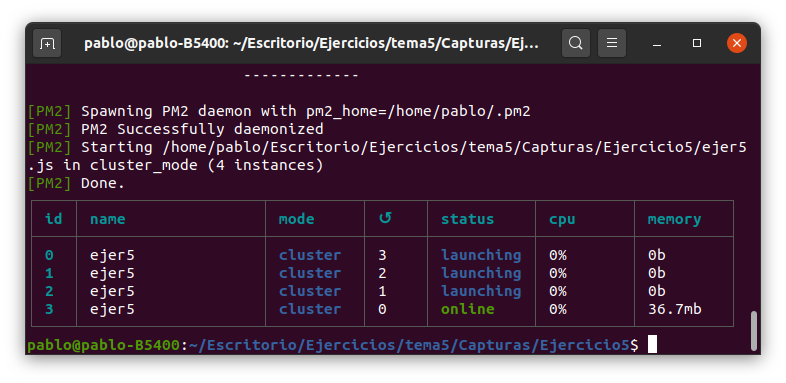 pablo@pablo-B5400: ~/Escritorio/Ejercicios/tema5/Capturas/Ej...
-------------
[PM2] Spawning PM2 daemon with pm2_home=/home/pablo/.pm2
[PM2] PM2 Successfully daemonized
[PM2] Starting /home/pablo/Escritorio/Ejercicios/tema5/Capturas/Ejercicio5/ejer5
.js in cluster_mode (4 instances)
[PM2] Done.
id name mode ↺ status cpu memory
0 ejer5 cluster 3 launching 0% 0b
1 ejer5 cluster 2 launching 0% 0b
2 ejer5 cluster 1 launching 0% 0b
3 ejer5 cluster 0 online 0% 36.7mb
pablo@pablo-B5400:~/Escritorio/Ejercicios/tema5/Capturas/Ejercicio5$